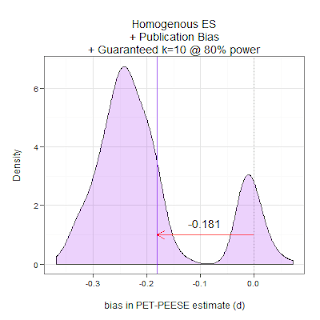 Homogenous ES
+ Publication Bias
+ Guaranteed k=10 @ 80% power
6
4
2
0
Density
-0.181
-0.3 -0.2 -0.1 0.0
bias in PET-PEESE estimate (d)